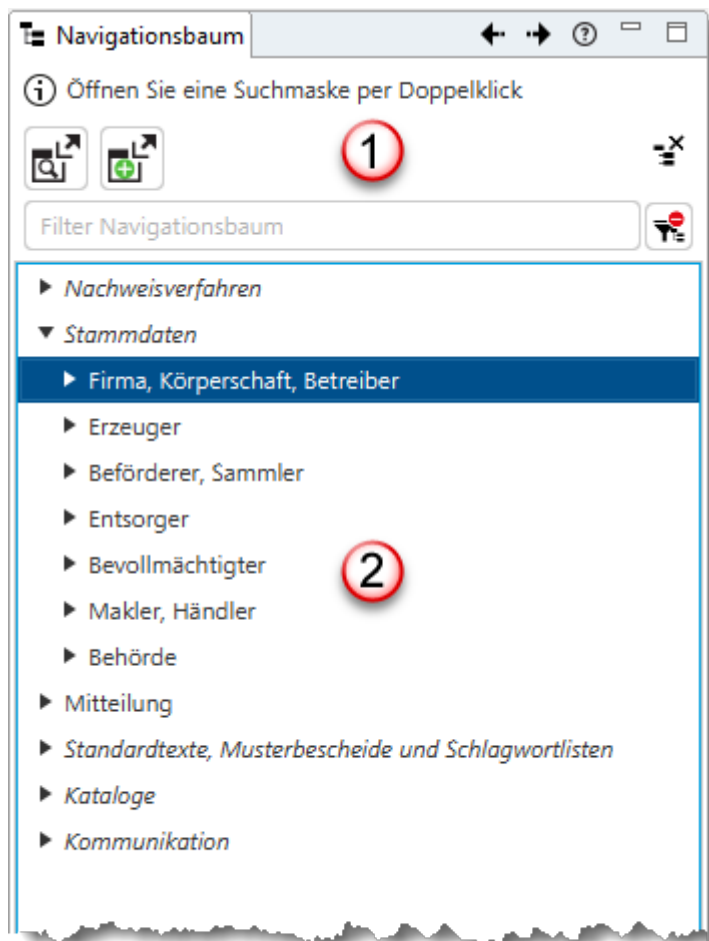 Navigationsbaum
Öffnen Sie eine Suchmaske per Doppelklick
1
Filter Navigationsbaum
Nachweisverfahren
Stammdaten
Firma, Körperschaft, Betreiber
Erzeuger
Beförderer, Sammler
Entsorger
Bevollmächtigter
2
Makler, Händler
Behörde
Mitteilung
Standardtexte, Musterbescheide und Schlagwortlisten
Kataloge
Kommunikation